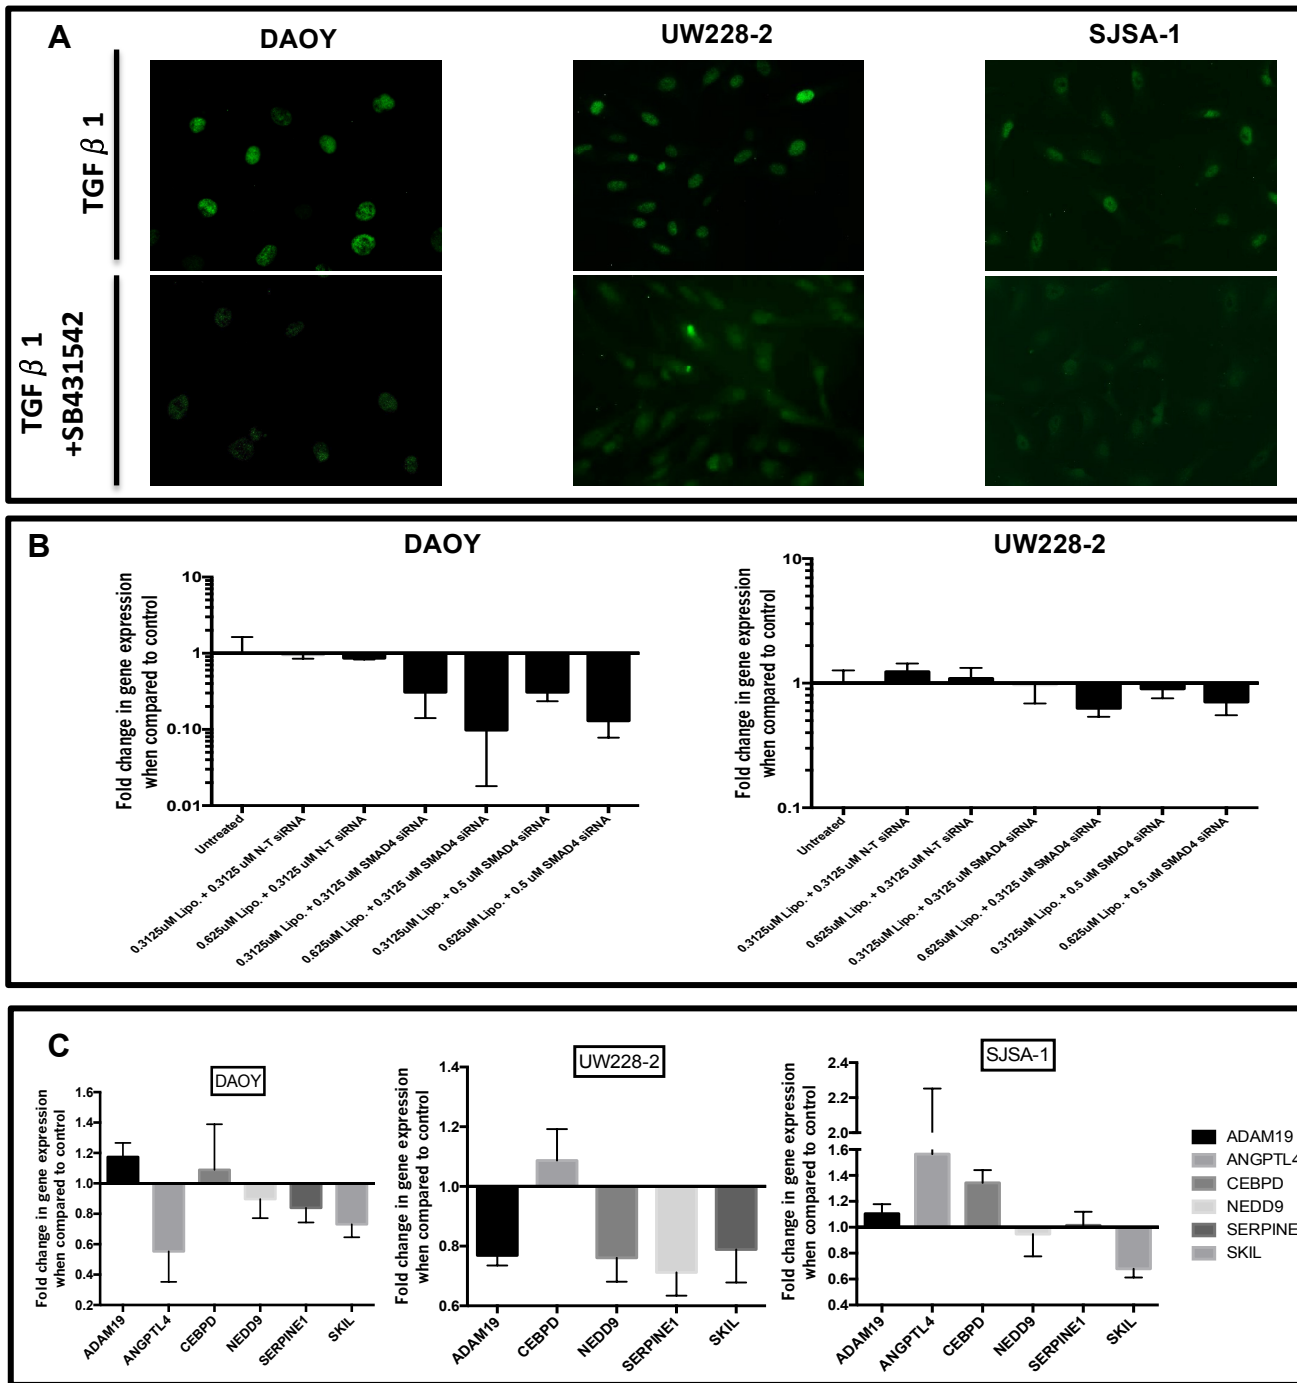 A
DAOY
UW228-2
SJSA-1
TGF β 1
TGF β 1
+SB431542
B
DAOY
UW228-2
Fold change in gene expression
when compared to control
10
1
0.10
0.01
Untreated
0.3125uM Lipo. + 0.3125 uM N-T siRNA
0.625uM Lipo. + 0.3125 uM N-T siRNA
0.3125uM Lipo. + 0.3125 uM SMAD4 siRNA
0.625uM Lipo. + 0.3125 uM SMAD4 siRNA
0.3125uM Lipo. + 0.5 uM SMAD4 siRNA
0.625uM Lipo. + 0.5 uM SMAD4 siRNA
Fold change in gene expression
when compared to control
10
1
0.1
Untreated
0.3125uM Lipo. + 0.3125 uM N-T siRNA
0.625uM Lipo. + 0.3125 uM N-T siRNA
0.3125uM Lipo. + 0.3125 uM SMAD4 siRNA
0.625uM Lipo. + 0.3125 uM SMAD4 siRNA
0.3125uM Lipo. + 0.5 uM SMAD4 siRNA
0.625uM Lipo. + 0.5 uM SMAD4 siRNA
C
DAOY
Fold change in gene expression
when compared to control
1.6
1.4
1.2
1.0
0.8
0.6
0.4
0.2
ADAM19
ANGPTL4
CEBPD
NEDD9
SERPINE1
SKIL
UW228-2
Fold change in gene expression
when compared to control
1.4
1.2
1.0
0.8
0.6
ADAM19
CEBPD
NEDD9
SERPINE1
SKIL
SJSA-1
Fold change in gene expression
when compared to control
2.4
2.2
2.0
1.6
1.4
1.2
1.0
0.8
0.6
0.4
ADAM19
ANGPTL4
CEBPD
NEDD9
SERPINE1
SKIL
ADAM19
ANGPTL4
CEBPD
NEDD9
SERPINE
SKIL